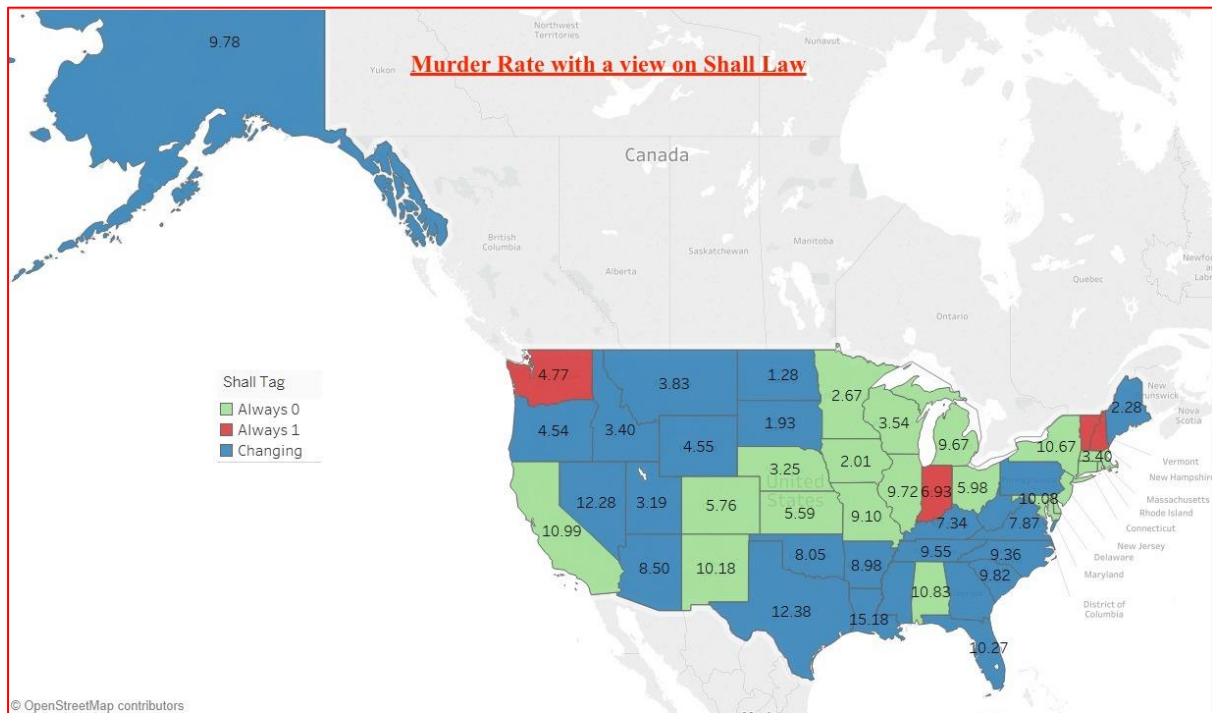 Northwest
Territories
Nunavut
9.78
Yukon
Murder Rate with a view on Shall Law
Canada
British
Columbia
Alberta
Saskatchewan
Manitoba
Ontario
Quebec
Shall Tag
Always 0
Always 1
Changing
4.77
3.83
1.28
2.67
2.28
New
Nova
Scotia
4.54
3.40
4.55
1.93
3.54
9.67
10.67
3.40
Vermont
New Hampshire
Massachusetts
Rhode Island
Connecticut
New Jersey
Delaware
Maryland
District of
Columbia
12.28
3.19
3.25
2.01
United
States
10.99
5.76
5.59
9.10
9.72
6.93
5.98
10.08
7.34
7.87
8.50
10.18
8.05
8.98
9.55
9.36
9.82
12.38
15.18
10.83
10.27
© OpenStreetMap contributors